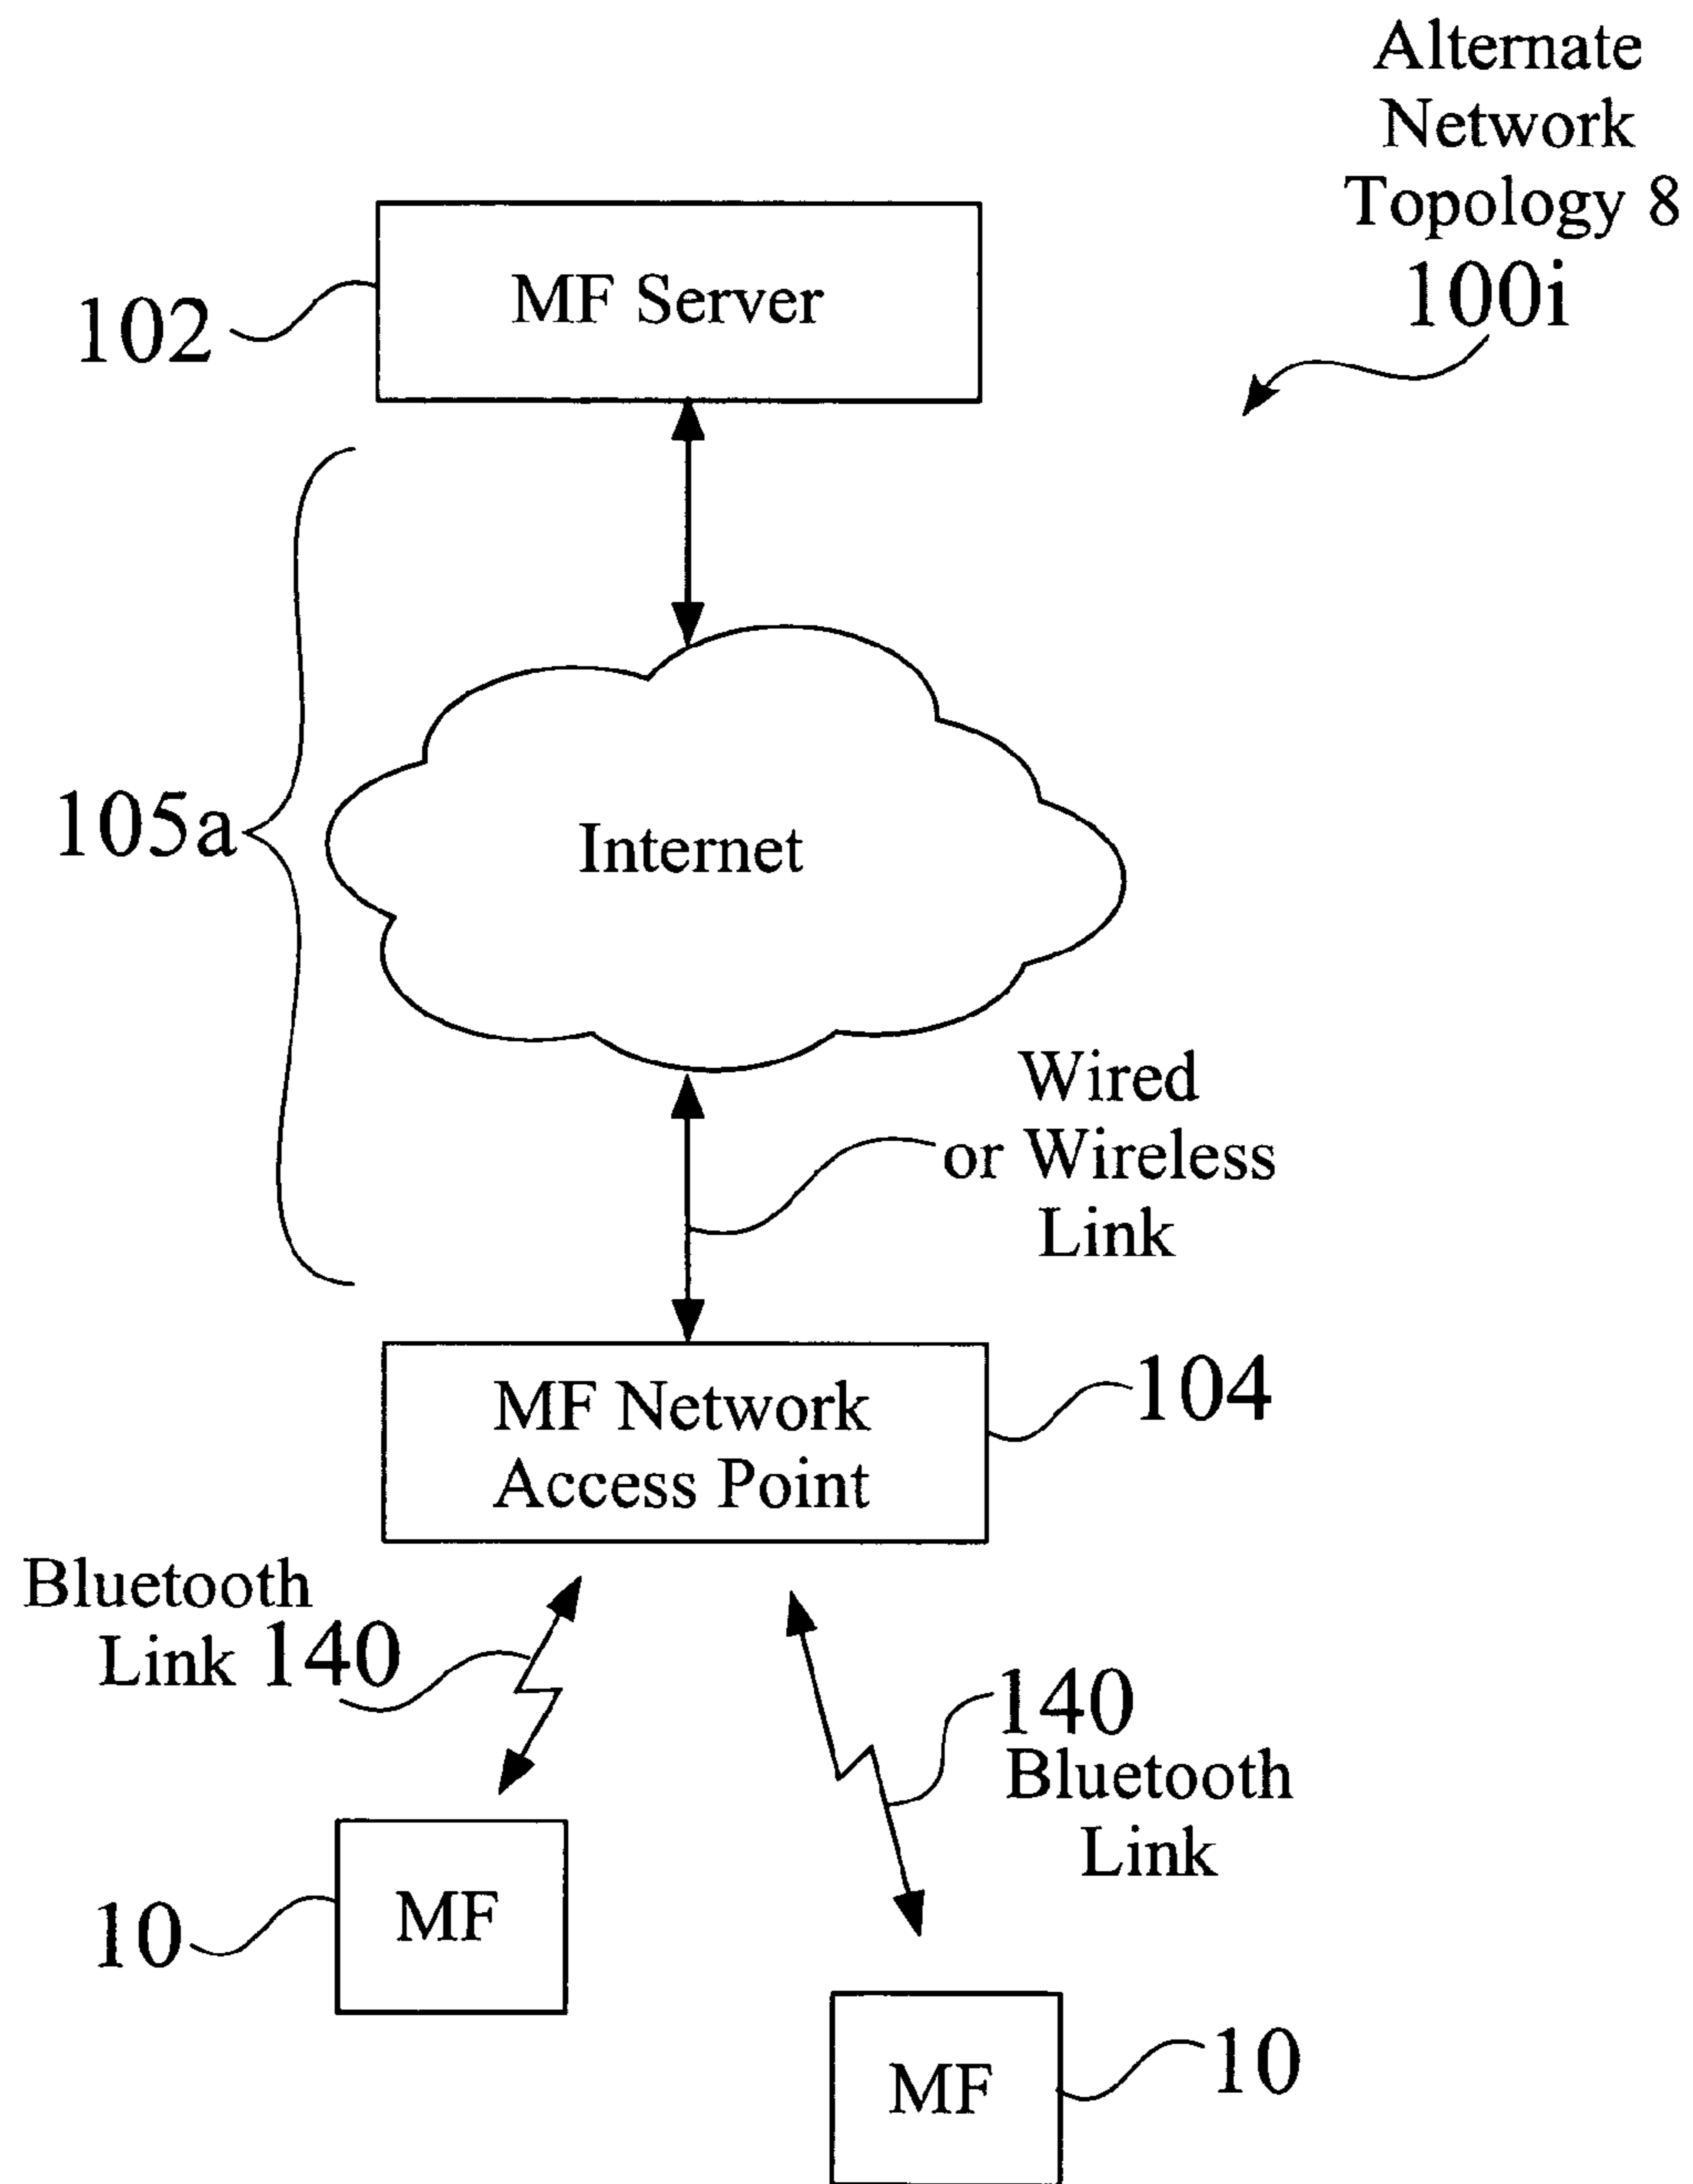 Alternate
Network
Topology 8
100i
MF Server
102
105a
Internet
Wired
or Wireless
Link
MF Network
Access Point
104
Bluetooth
Link 140
140
Bluetooth
Link
MF
10
MF
10